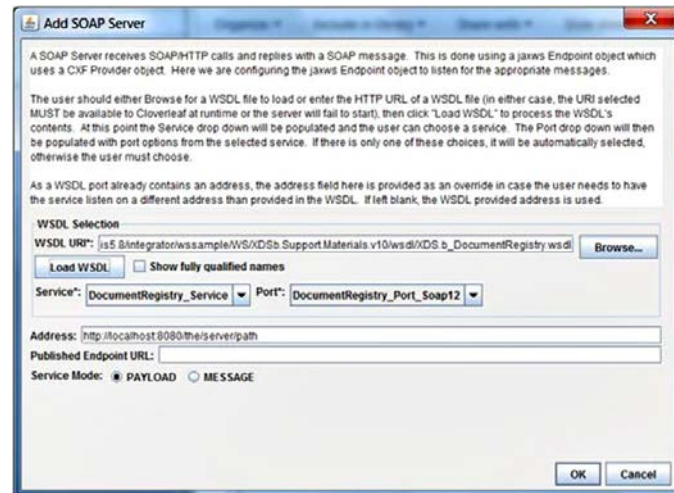 Add SOAP Server
A SOAP Server receives SOAP/HTTP calls and replies with a SOAP message. This is done using a jaxws Endpoint object which
uses a CXF Provider object. Here we are configuring the jaxws Endpoint object to listen for the appropriate messages.
The user should either Browse for a WSDL file to load or enter the HTTP URL of a WSDL file (in either case, the URI selected
MUST be available to Cloverleaf at runtime or the server will fail to start), then click "Load WSDL" to process the WSDL's
contents. At this point the Service drop down will be populated and the user can choose a service. The Port drop down will then
be populated with port options from the selected service. If there is only one of these choices, it will be automatically selected,
otherwise the user must choose.
As a WSDL port already contains an address, the address field here is provided as an override in case the user needs to have
the service listen on a different address than provided in the WSDL. If left blank, the WSDL provided address is used.
WSDL Selection
WSDL URI*: is5.8/integrator/wssample/WS/XDSb.Support.Materials.v10/wsdl/XDS.b_DocumentRegistry.wsdl Browse...
Load WSDL Show fully qualified names
Service*: DocumentRegistry_Service Port*: DocumentRegistry_Port_Soap12
Address: http://localhost:8080/the/server/path
Published Endpoint URL:
Service Mode: PAYLOAD MESSAGE
OK Cancel